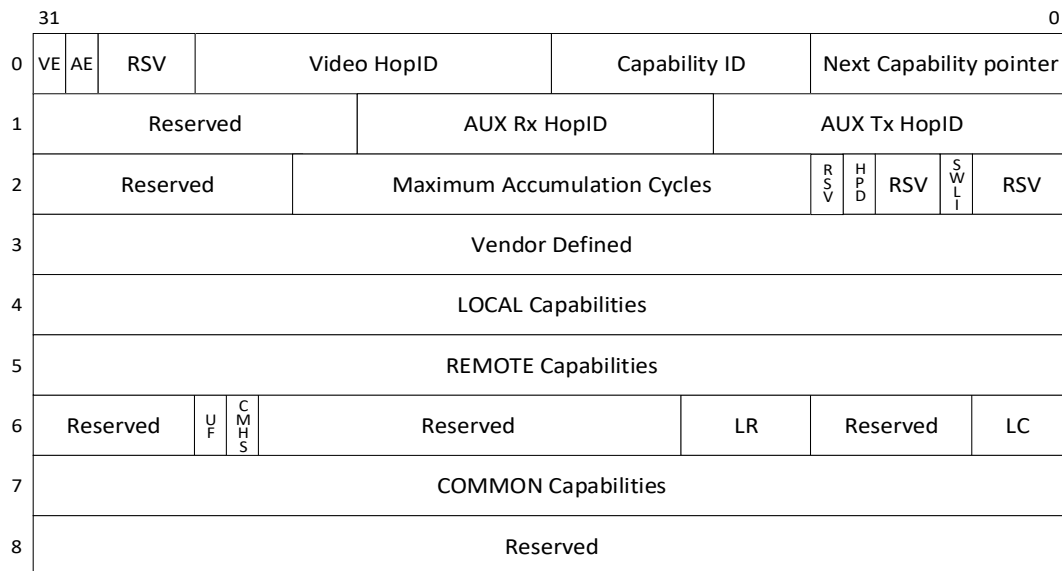 31 0
0 VE AE RSV Video HopID Capability ID Next Capability pointer
1 Reserved AUX Rx HopID AUX Tx HopID
2 Reserved Maximum Accumulation Cycles RSV HPD RSV SWLI RSV
3 Vendor Defined
4 LOCAL Capabilities
5 REMOTE Capabilities
6 Reserved UF CMHS Reserved LR Reserved LC
7 COMMON Capabilities
8 Reserved